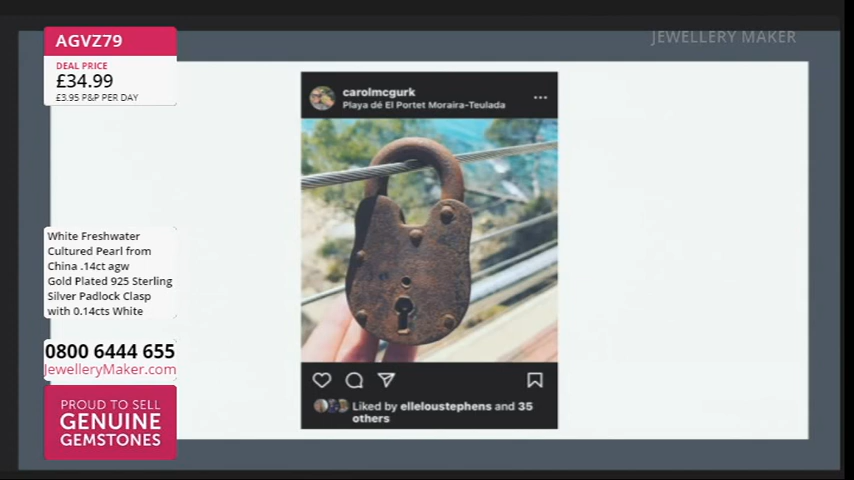 AGVZ79
DEAL PRICE
£34.99
£3.95 P&P PER DAY
JEWELLERY MAKER
carolmcgurk
Playa dé El Portet Moraira-Teulada
White Freshwater
Cultured Pearl from
China .14ct agw
Gold Plated 925 Sterling
Silver Padlock Clasp
with 0.14cts White
0800 6444 655
JewelleryMaker.com
PROUD TO SELL
GENUINE
GEMSTONES
Liked by elleloustephens and 35
others